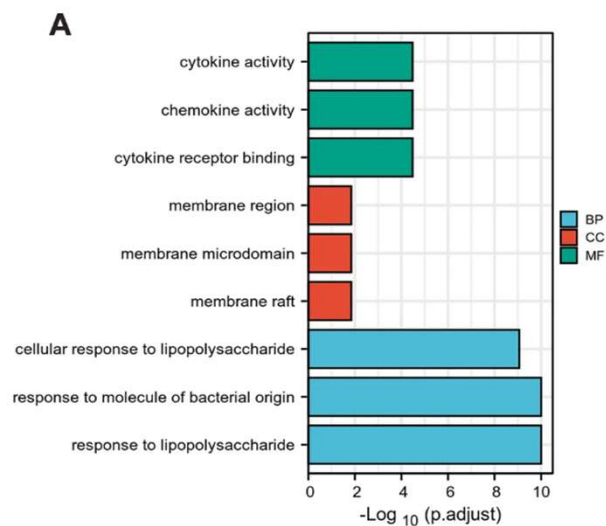 A
cytokine activity
chemokine activity
cytokine receptor binding
membrane region
membrane microdomain
membrane raft
cellular response to lipopolysaccharide
response to molecule of bacterial origin
response to lipopolysaccharide
BP
CC
MF
0 2 4 6 8 10
-Log 10 (p.adjust)